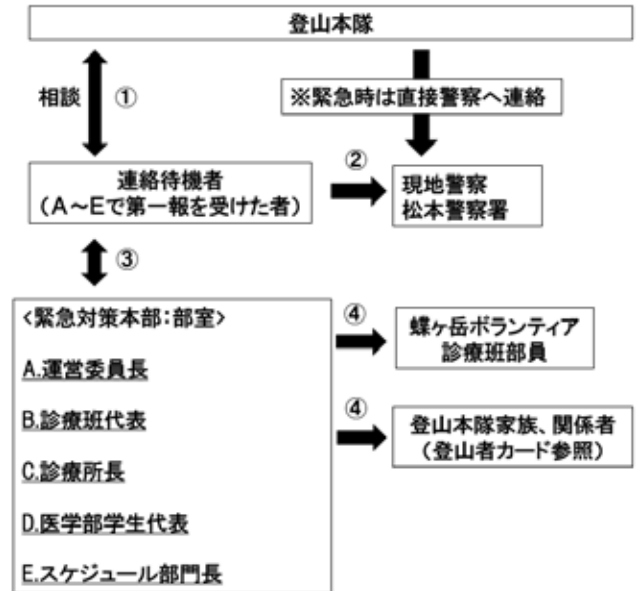 登山本隊
相談
①
※緊急時は直接警察へ連絡
連絡待機者
（A～Eで第一報を受けた者）
②
現地警察
松本警察署
③
<緊急対策本部:部室>
A.運営委員長
B.診療班代表
C.診療所長
D.医学部学生代表
E.スケジュール部門長
④
蝶ヶ岳ボランティア
診療班部員
④
登山本隊家族、関係者
（登山者カード参照）